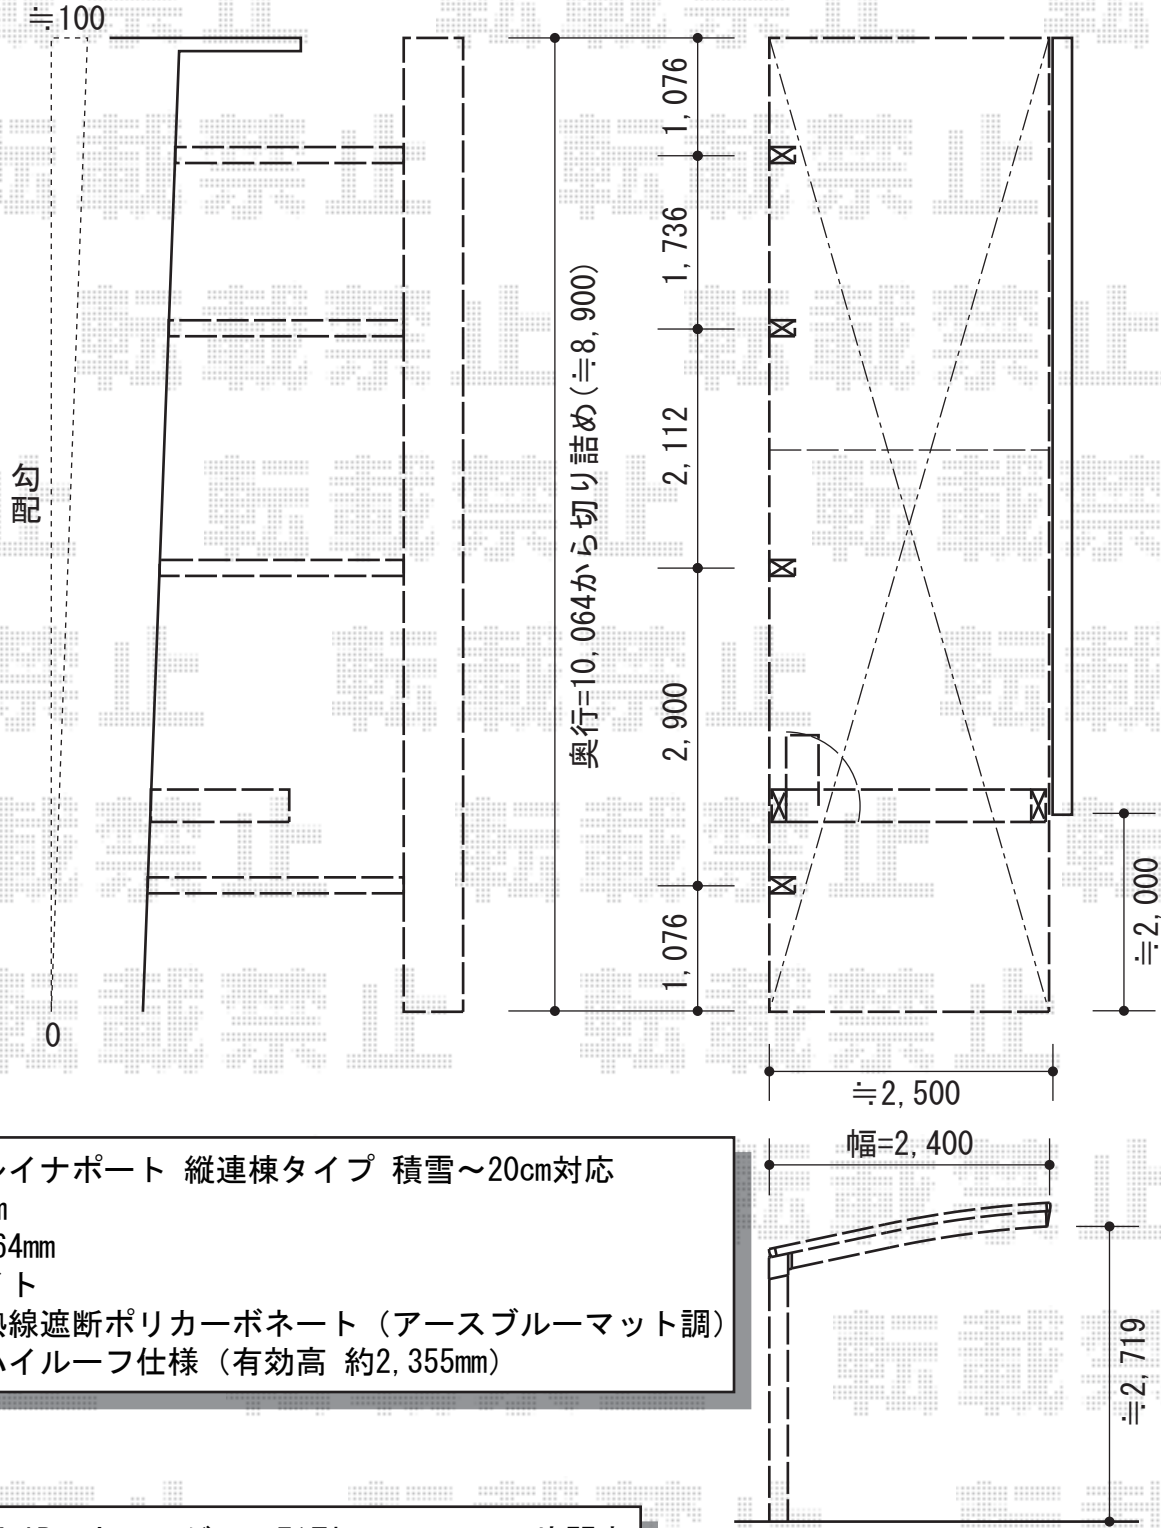 ≒100
勾配
0
奥行=10,064から切り詰め(≒8,900)
1,076
1,736
2,112
2,900
1,076
≒2,000
≒2,500
幅=2,400
≒2,719
レイナポート 縦連棟タイプ 積雪～20cm対応
64mm
熱線遮断ポリカーボネート (アースブルーマット調)
ハイルーフ仕様 (有効高 約2,355mm)
転載禁止